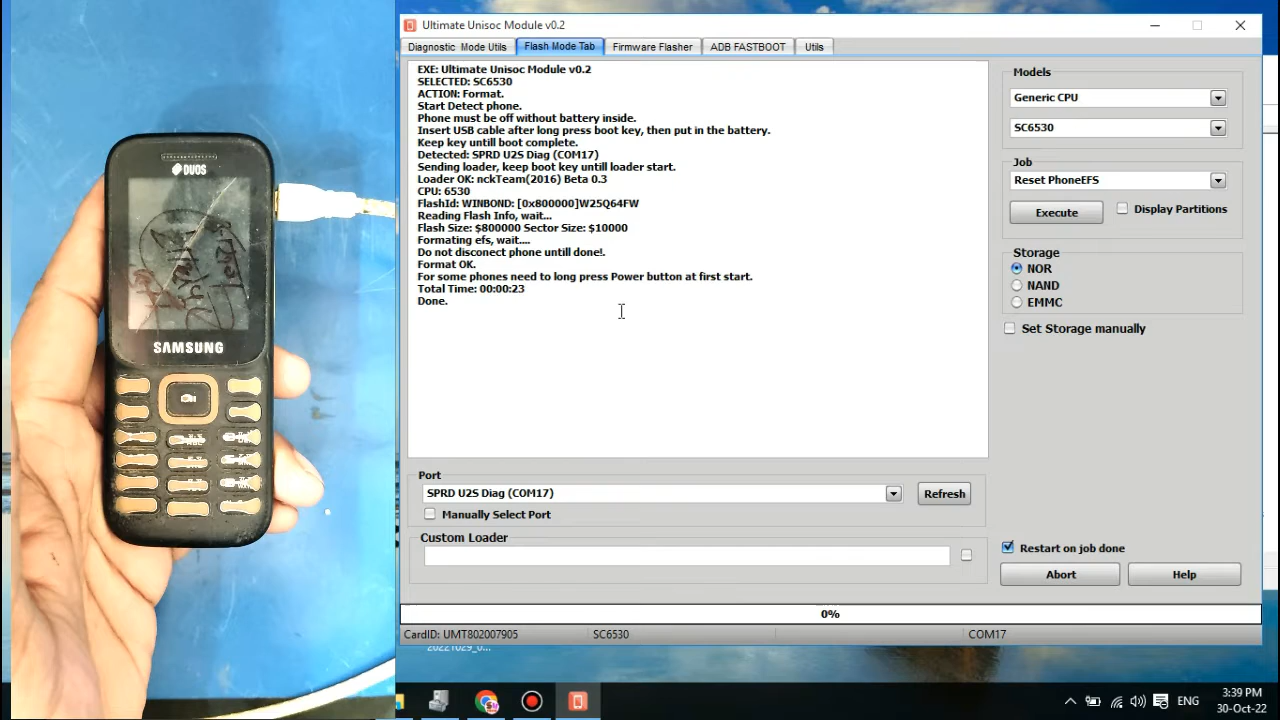 DUOS
SAMSUNG
Ultimate Unisoc Module v0.2
Diagnostic Mode Utils
Flash Mode Tab
Firmware Flasher
ADB FASTBOOT
Utils
EXE: Ultimate Unisoc Module v0.2
SELECTED: SC6530
ACTION: Format.
Start Detect phone.
Phone must be off without battery inside.
Insert USB cable after long press boot key, then put in the battery.
Keep key untill boot complete.
Detected: SPRD U2S Diag (COM17)
Sending loader, keep boot key untill loader start.
Loader OK: nckTeam(2016) Beta 0.3
CPU: 6530
FlashId: WINBOND: [0x800000]W25Q64FW
Reading Flash Info, wait...
Flash Size: $800000 Sector Size: $10000
Formating efs, wait....
Do not disconect phone untill done!.
Format OK.
For some phones need to long press Power button at first start.
Total Time: 00:00:23
Done.
Models
Generic CPU
SC6530
Job
Reset PhoneEFS
Execute
Display Partitions
Storage
NOR
NAND
EMMC
Set Storage manually
Port
SPRD U2S Diag (COM17)
Refresh
Manually Select Port
Custom Loader
Restart on job done
Abort
Help
0%
CardID: UMT802007905
SC6530
COM17
ENG
3:39 PM
30-Oct-22